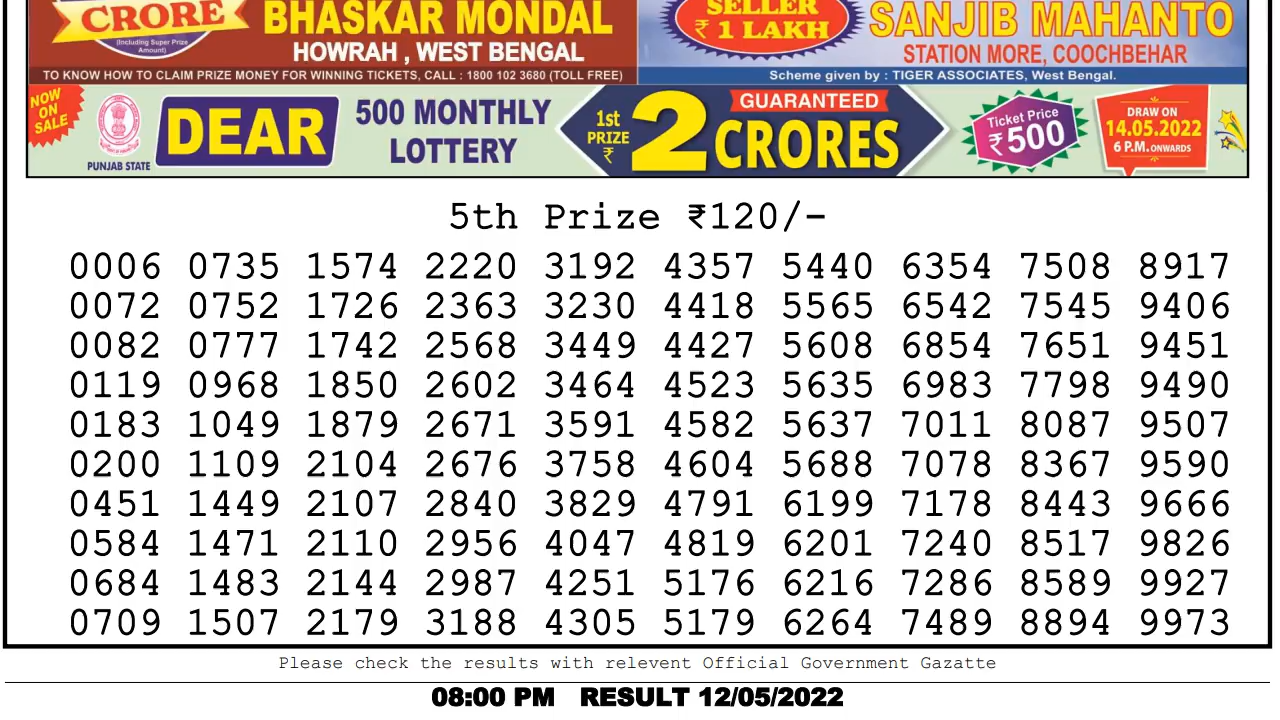 CRORE
(Including Super Prize
Amount)
BHASKAR MONDAL
HOWRAH , WEST BENGAL
SELLER
₹ 1 LAKH
SANJIB MAHANTO
STATION MORE, COOCHBEHAR
TO KNOW HOW TO CLAIM PRIZE MONEY FOR WINNING TICKETS, CALL : 1800 102 3680 (TOLL FREE)
Scheme given by : TIGER ASSOCIATES, West Bengal.
NOW
ON
SALE
PUNJAB STATE
DEAR
500 MONTHLY
LOTTERY
1st
PRIZE
₹
2
GUARANTEED
CRORES
Ticket Price
₹500
DRAW ON
14.05.2022
6 P.M. ONWARDS
5th Prize ₹120/-
0006 0735 1574 2220 3192 4357 5440 6354 7508 8917
0072 0752 1726 2363 3230 4418 5565 6542 7545 9406
0082 0777 1742 2568 3449 4427 5608 6854 7651 9451
0119 0968 1850 2602 3464 4523 5635 6983 7798 9490
0183 1049 1879 2671 3591 4582 5637 7011 8087 9507
0200 1109 2104 2676 3758 4604 5688 7078 8367 9590
0451 1449 2107 2840 3829 4791 6199 7178 8443 9666
0584 1471 2110 2956 4047 4819 6201 7240 8517 9826
0684 1483 2144 2987 4251 5176 6216 7286 8589 9927
0709 1507 2179 3188 4305 5179 6264 7489 8894 9973
Please check the results with relevent Official Government Gazatte
08:00 PM RESULT 12/05/2022